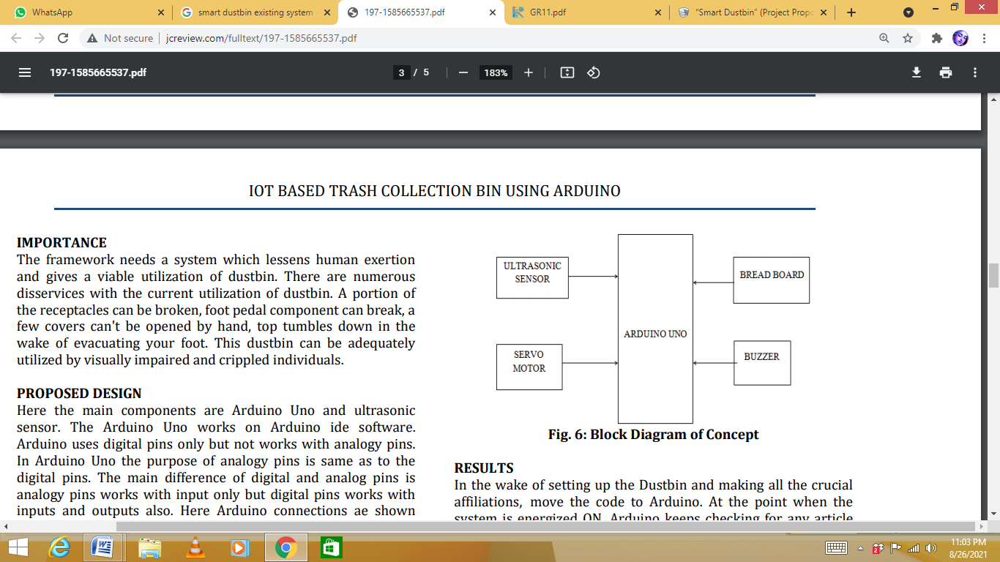 WhatsApp
smart dustbin existing system
197-1585665537.pdf
GR11.pdf
"Smart Dustbin" (Project Propo
Not secure
jcreview.com/fulltext/197-1585665537.pdf
197-1585665537.pdf
3 / 5
183%
IOT BASED TRASH COLLECTION BIN USING ARDUINO
IMPORTANCE
The framework needs a system which lessens human exertion
and gives a viable utilization of dustbin. There are numerous
disservices with the current utilization of dustbin. A portion of
the receptacles can be broken, foot pedal component can break, a
few covers can't be opened by hand, top tumbles down in the
wake of evacuating your foot. This dustbin can be adequately
utilized by visually impaired and crippled individuals.
PROPOSED DESIGN
Here the main components are Arduino Uno and ultrasonic
sensor. The Arduino Uno works on Arduino ide software.
Arduino uses digital pins only but not works with analogy pins.
In Arduino Uno the purpose of analogy pins is same as to the
digital pins. The main difference of digital and analog pins is
analogy pins works with input only but digital pins works with
inputs and outputs also. Here Arduino connections ae shown
ULTRASONIC
SENSOR
SERVO
MOTOR
ARDUINO UNO
BREAD BOARD
BUZZER
Fig. 6: Block Diagram of Concept
RESULTS
In the wake of setting up the Dustbin and making all the crucial
affiliations, move the code to Arduino. At the point when the
system is energized ON, Arduino keeps checking for any article
11:03 PM
8/26/2021